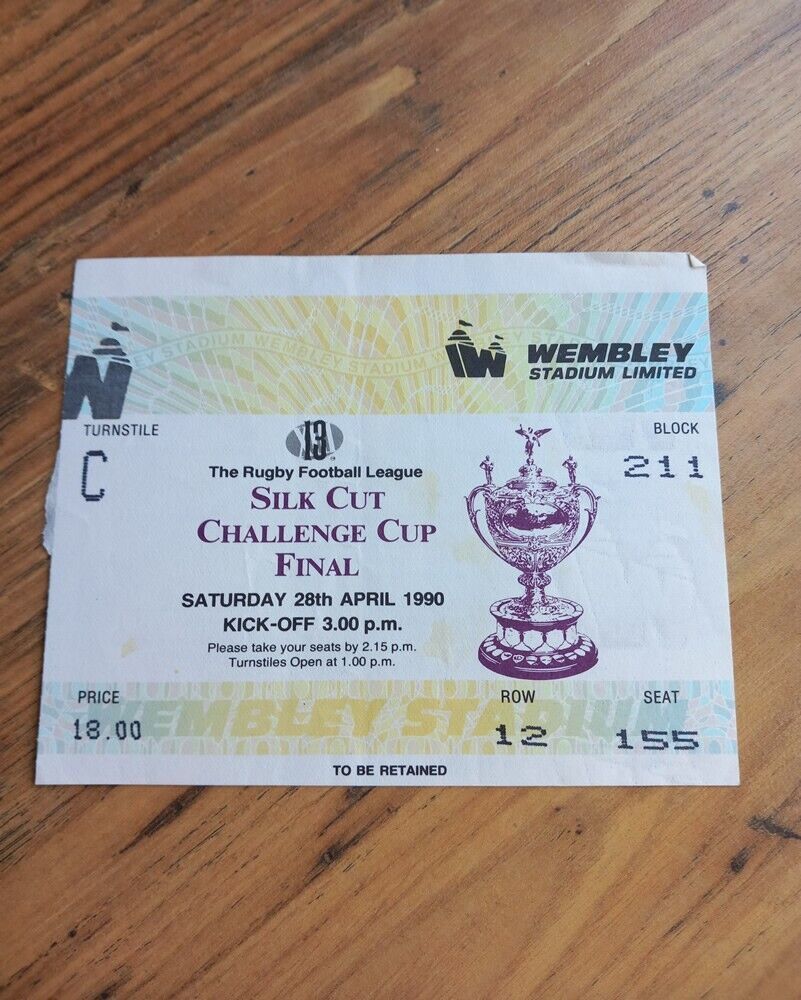 WEMBLEY
STADIUM LIMITED
TURNSTILE
C
BLOCK
211
13
The Rugby Football League
SILK CUT
CHALLENGE CUP
FINAL
SATURDAY 28th APRIL 1990
KICK-OFF 3.00 p.m.
Please take your seats by 2.15 p.m.
Turnstiles Open at 1.00 p.m.
PRICE
18.00
ROW
12
SEAT
155
WEMBLEY STADIUM
TO BE RETAINED